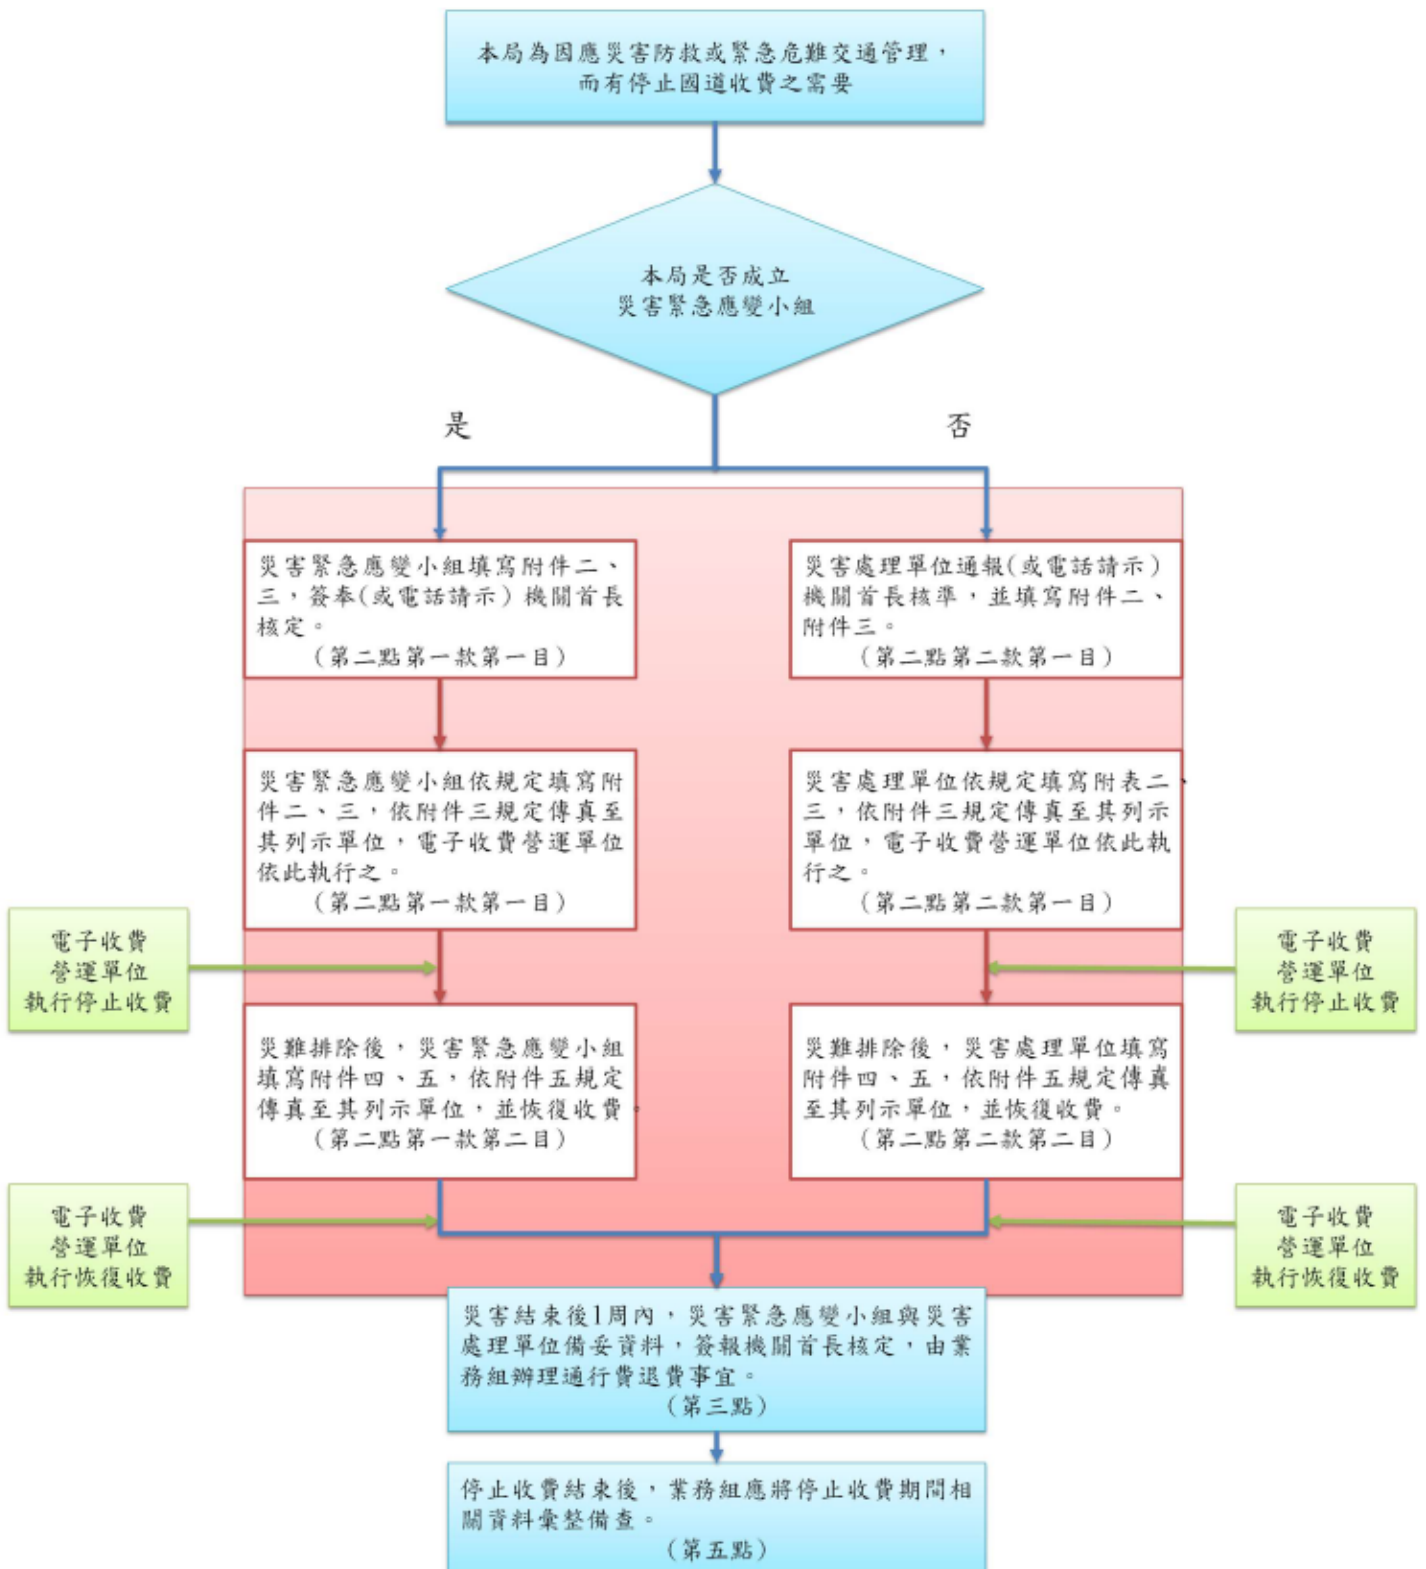 本局為因應災害防救或緊急危難交通管理，
而有停止國道收費之需要
本局是否成立
災害緊急應變小組
是
否
災害緊急應變小組填寫附件二、
三，簽奉(或電話請示) 機關首長
核定。
(第二點第一款第一目)
災害處理單位通報(或電話請示)
機關首長核準，並填寫附件二、
附件三。
(第二點第二款第一目)
災害緊急應變小組依規定填寫附
件二、三，依附件三規定傳真至
其列示單位，電子收費營運單位
依此執行之。
(第二點第一款第一目)
災害處理單位依規定填寫附表二、
三，依附件三規定傳真至其列示
單位，電子收費營運單位依此執
行之。
(第二點第二款第一目)
電子收費
營運單位
執行停止收費
電子收費
營運單位
執行停止收費
災難排除後，災害緊急應變小組
填寫附件四、五，依附件五規定
傳真至其列示單位，並恢復收費。
(第二點第一款第二目)
災難排除後，災害處理單位填寫
附件四、五，依附件五規定傳真
至其列示單位，並恢復收費。
(第二點第二款第二目)
電子收費
營運單位
執行恢復收費
電子收費
營運單位
執行恢復收費
災害結束後1周內，災害緊急應變小組與災害
處理單位備妥資料，簽報機關首長核定，由業
務組辦理通行費退費事宜。
(第三點)
停止收費結束後，業務組應將停止收費期間相
關資料彙整備查。
(第五點)